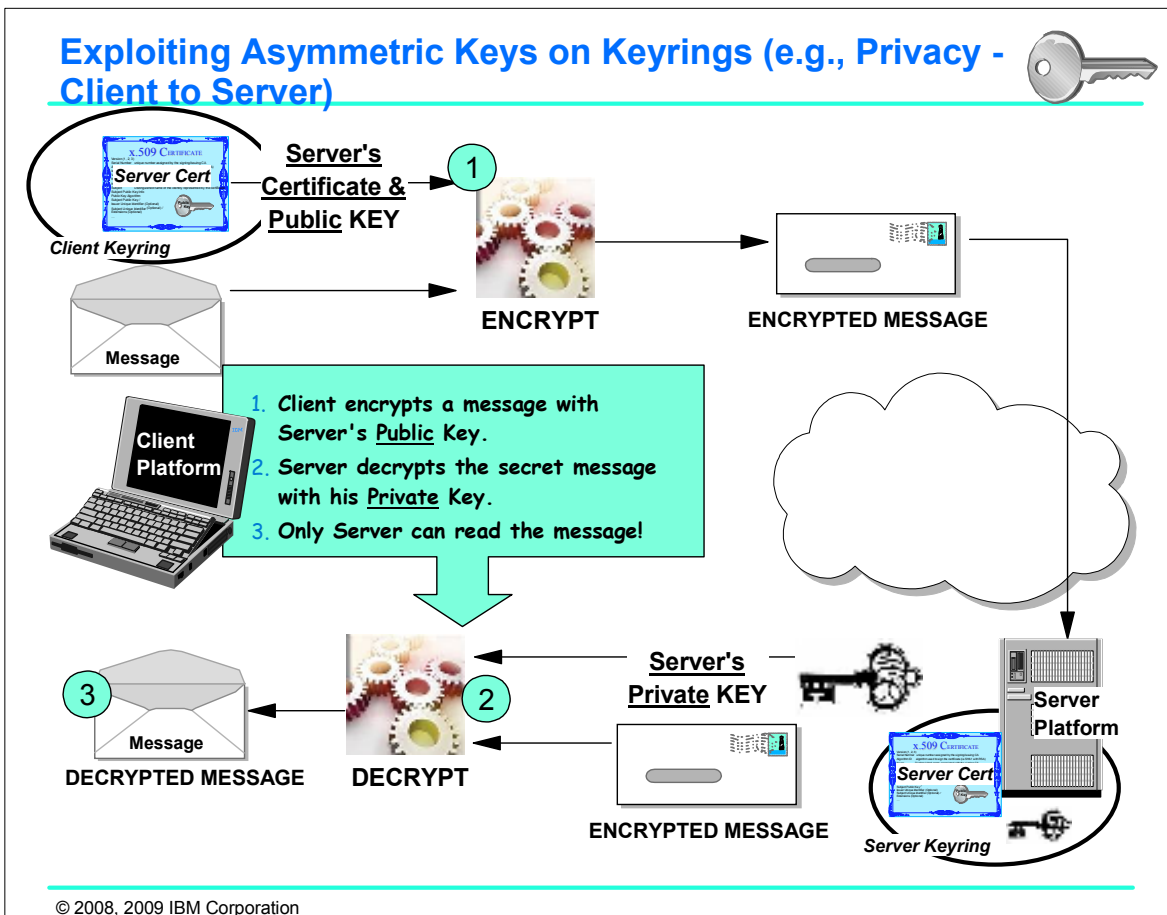 Exploiting Asymmetric Keys on Keyrings (e.g., Privacy -
Client to Server)
X.509 CERTIFICATE
Server Cert
Client Keyring
Server's
Certificate &
Public KEY
1
ENCRYPT
ENCRYPTED MESSAGE
Message
Client
Platform
1. Client encrypts a message with
Server's Public Key.
2. Server decrypts the secret message
with his Private Key.
3. Only Server can read the message!
3
Message
DECRYPTED MESSAGE
2
DECRYPT
Server's
Private KEY
ENCRYPTED MESSAGE
Server
Platform
X.509 CERTIFICATE
Server Cert
Server Keyring
© 2008, 2009 IBM Corporation